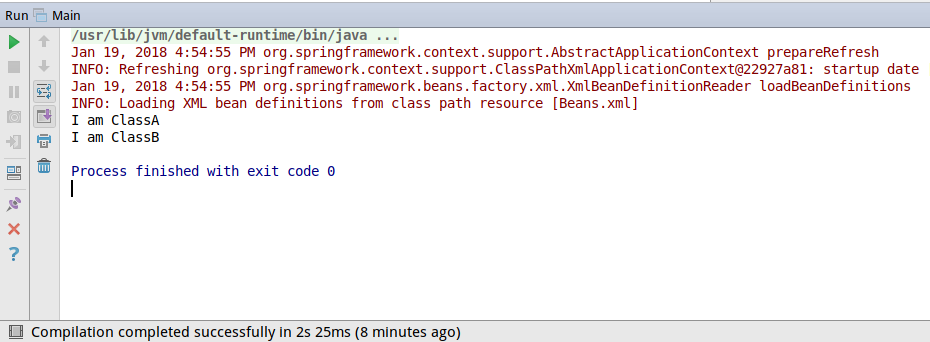 Run Main
/usr/lib/jvm/default-runtime/bin/java ...
Jan 19, 2018 4:54:55 PM org.springframework.context.support.AbstractApplicationContext prepareRefresh
INFO: Refreshing org.springframework.context.support.ClassPathXmlApplicationContext@22927a81: startup date
Jan 19, 2018 4:54:55 PM org.springframework.beans.factory.xml.XmlBeanDefinitionReader loadBeanDefinitions
INFO: Loading XML bean definitions from class path resource [Beans.xml]
I am ClassA
I am ClassB
Process finished with exit code 0
Compilation completed successfully in 2s 25ms (8 minutes ago)